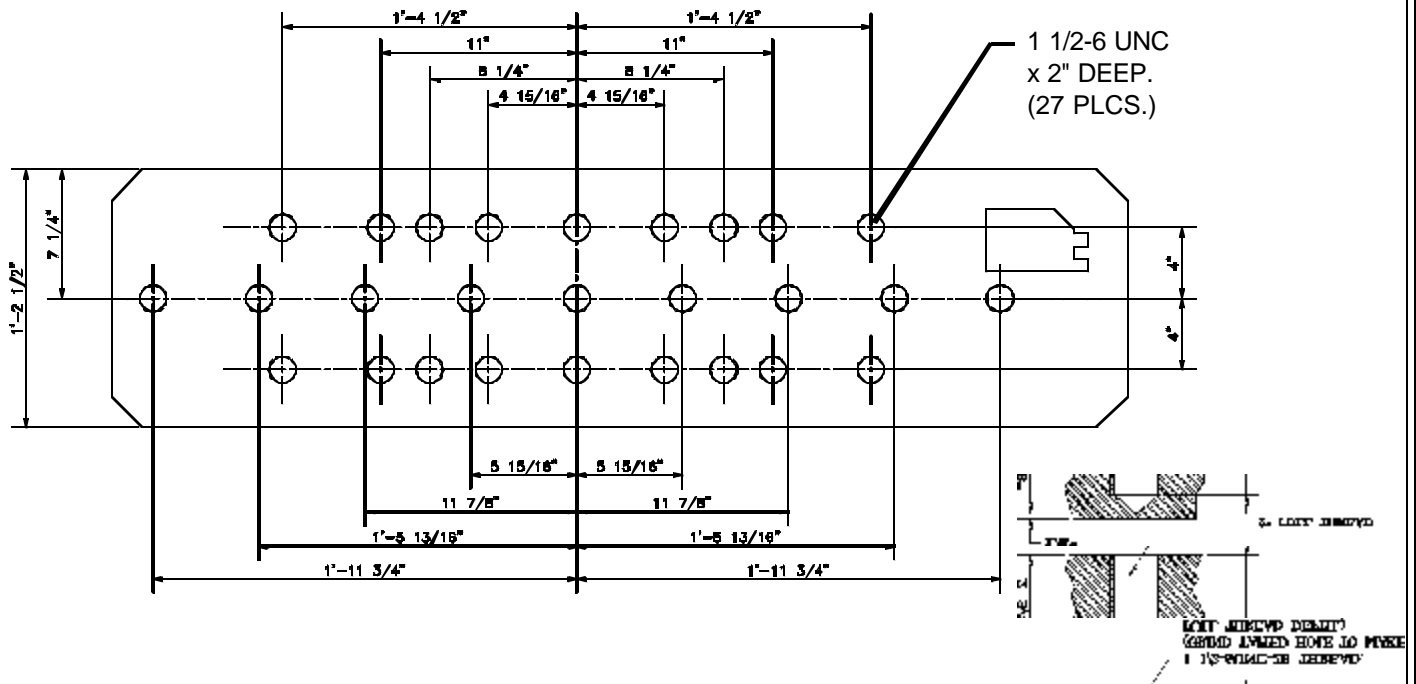 1'-4 1/2" 1'-4 1/2"
11" 11"
8 1/4" 8 1/4"
4 15/16" 4 15/16"
1 1/2-6 UNC
x 2" DEEP.
(27 PLCS.)
7 1/4"
1'-2 1/2"
4"
4"
5 15/16" 5 15/16"
11 7/8" 11 7/8"
1'-5 13/16" 1'-5 13/16"
1'-11 3/4" 1'-11 3/4"